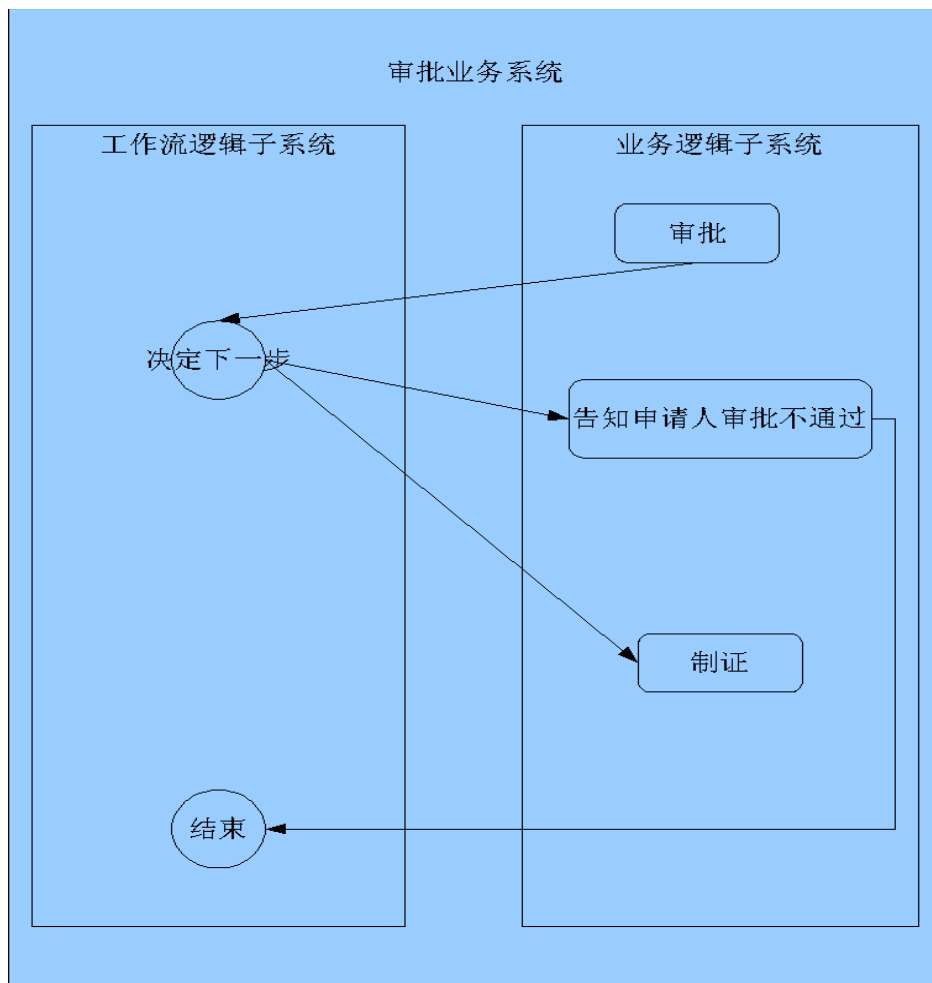 审批业务系统
工作流逻辑子系统
业务逻辑子系统
审批
决定下一步
告知申请人审批不通过
制证
结束